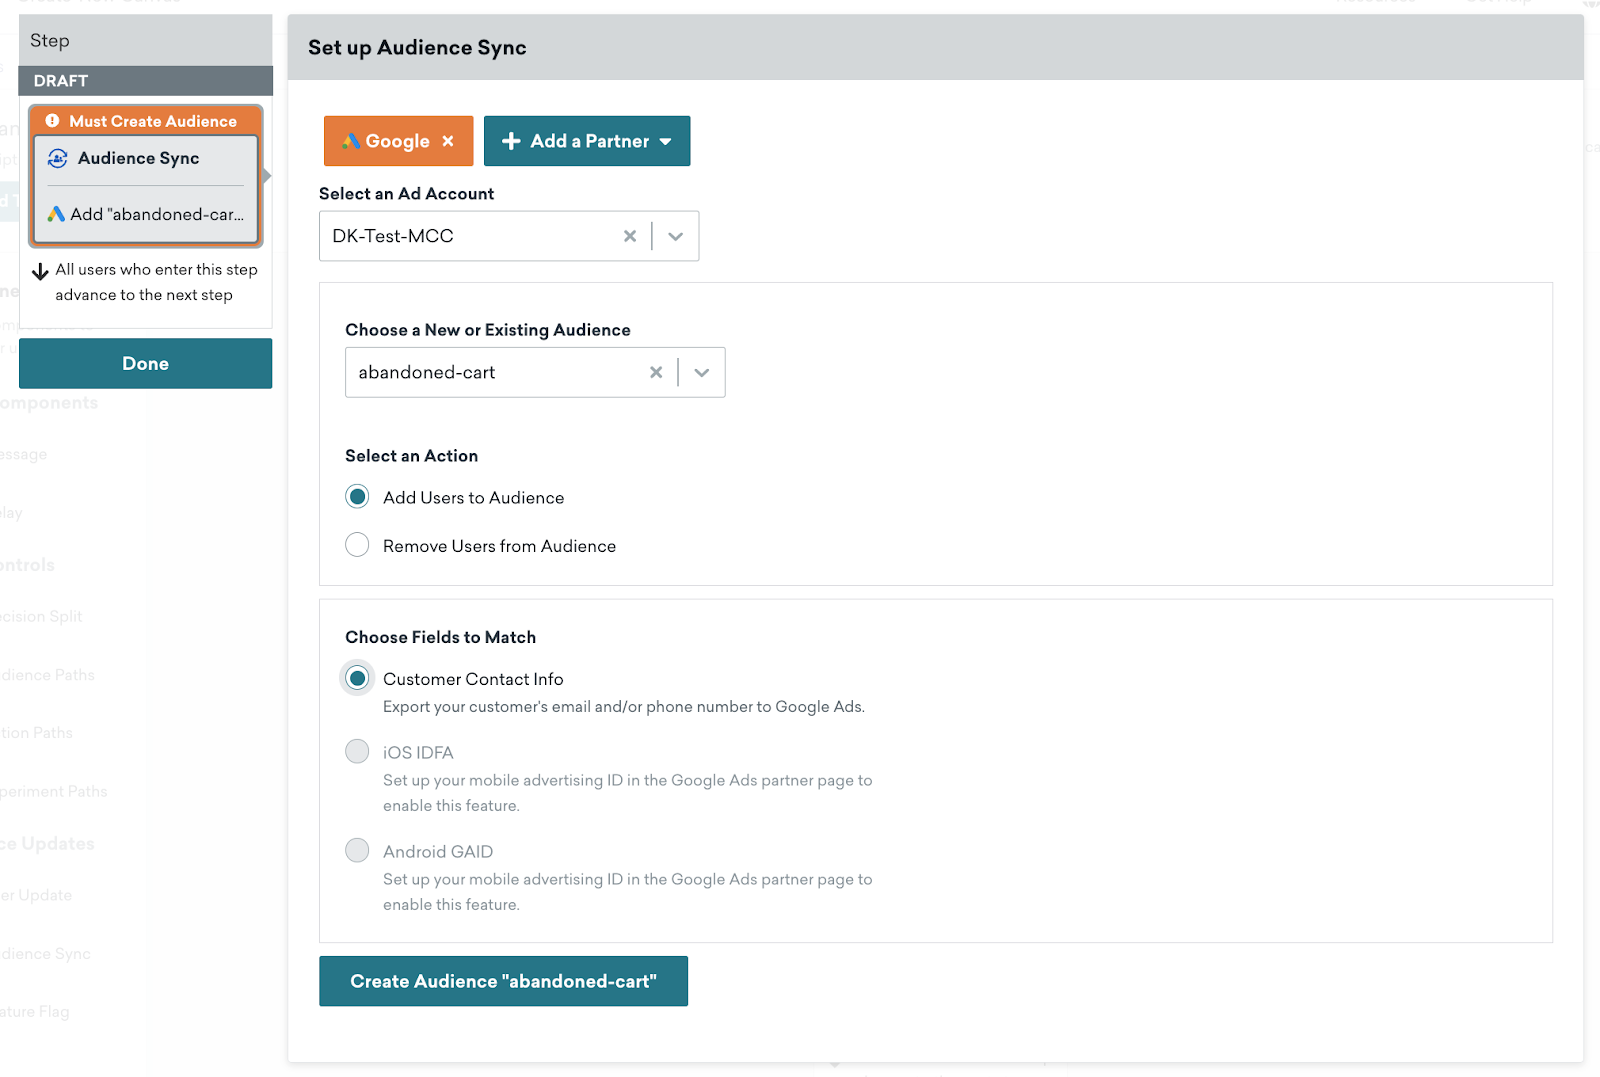 Step
DRAFT
Must Create Audience
Audience Sync
Add "abandoned-car...
All users who enter this step
advance to the next step
Done
Set up Audience Sync
Google
Add a Partner
Select an Ad Account
DK-Test-MCC
Choose a New or Existing Audience
abandoned-cart
Select an Action
Add Users to Audience
Remove Users from Audience
Choose Fields to Match
Customer Contact Info
Export your customer's email and/or phone number to Google Ads.
iOS IDFA
Set up your mobile advertising ID in the Google Ads partner page to
enable this feature.
Android GAID
Set up your mobile advertising ID in the Google Ads partner page to
enable this feature.
Create Audience "abandoned-cart"
omponents
essage
elay
ontrols
ecision Split
dience Paths
tion Paths
periment Paths
ce Updates
er Update
dience Sync
ature Flag